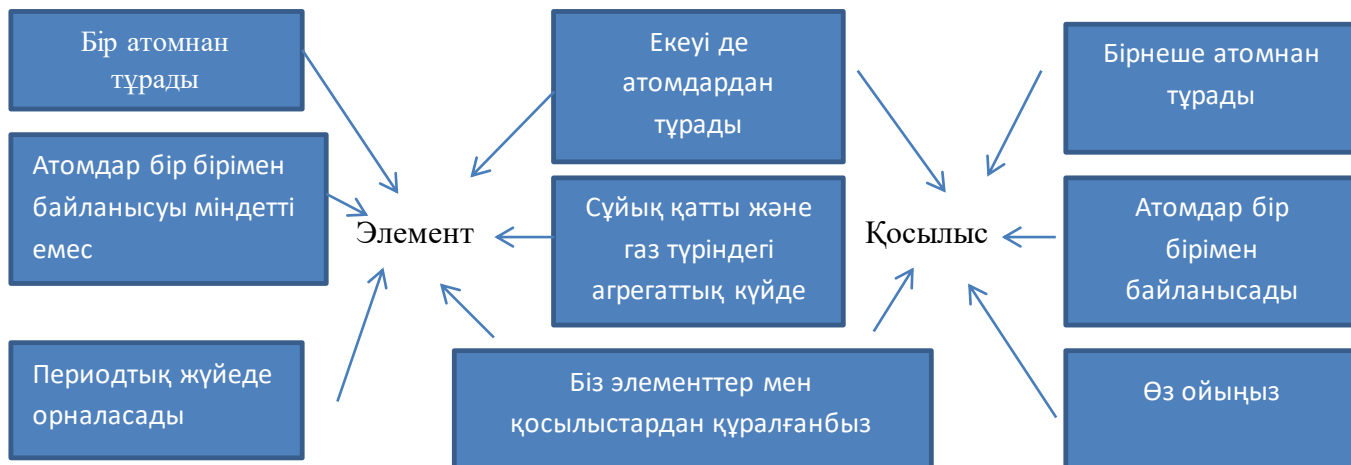 Бір атомнан
тұрады
Екеуі де
атомдардан
тұрады
Бірнеше атомнан
тұрады
Атомдар бір бірімен
байланысуы міндетті
емес
Элемент
Сұйық қатты және
газ түріндегі
агрегаттық күйде
Қосылыс
Атомдар бір
бірімен
байланысады
Периодтық жүйеде
орналасады
Біз элементтер мен
қосылыстардан құралғанбыз
Өз ойыңыз